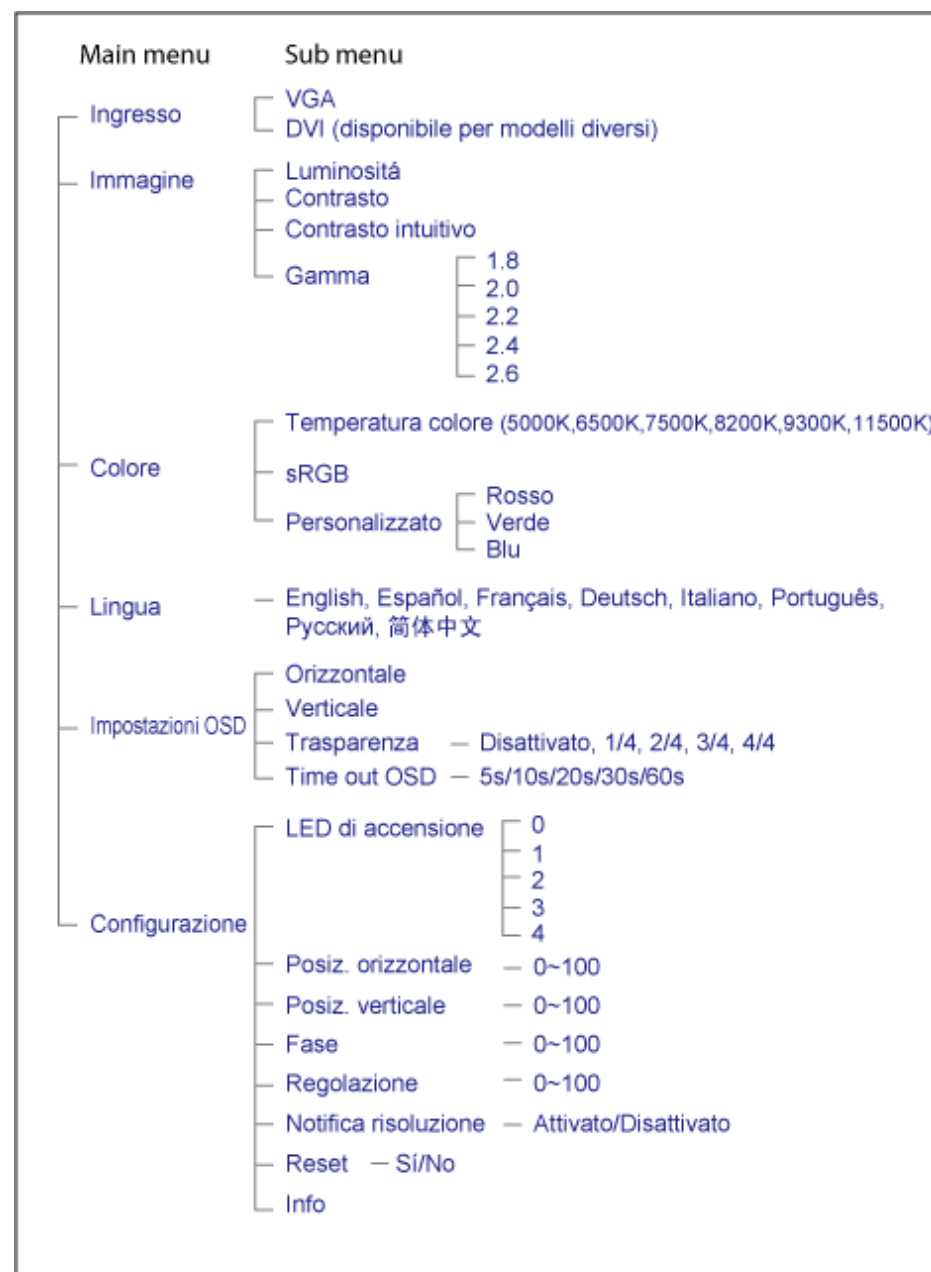 Main menu Sub menu
Ingresso
VGA
DVI (disponibile per modelli diversi)
Immagine
Luminositá
Contrasto
Contrasto intuitivo
Gamma
1.8
2.0
2.2
2.4
2.6
Colore
Temperatura colore (5000K,6500K,7500K,8200K,9300K,11500K)
sRGB
Personalizzato
Rosso
Verde
Blu
Lingua
English, Español, Français, Deutsch, Italiano, Português,
Русский, 简体中文
Impostazioni OSD
Orizzontale
Verticale
Trasparenza — Disattivato, 1/4, 2/4, 3/4, 4/4
Time out OSD — 5s/10s/20s/30s/60s
Configurazione
LED di accensione
0
1
2
3
4
Posiz. orizzontale — 0~100
Posiz. verticale — 0~100
Fase — 0~100
Regolazione — 0~100
Notifica risoluzione — Attivato/Disattivato
Reset — Sí/No
Info